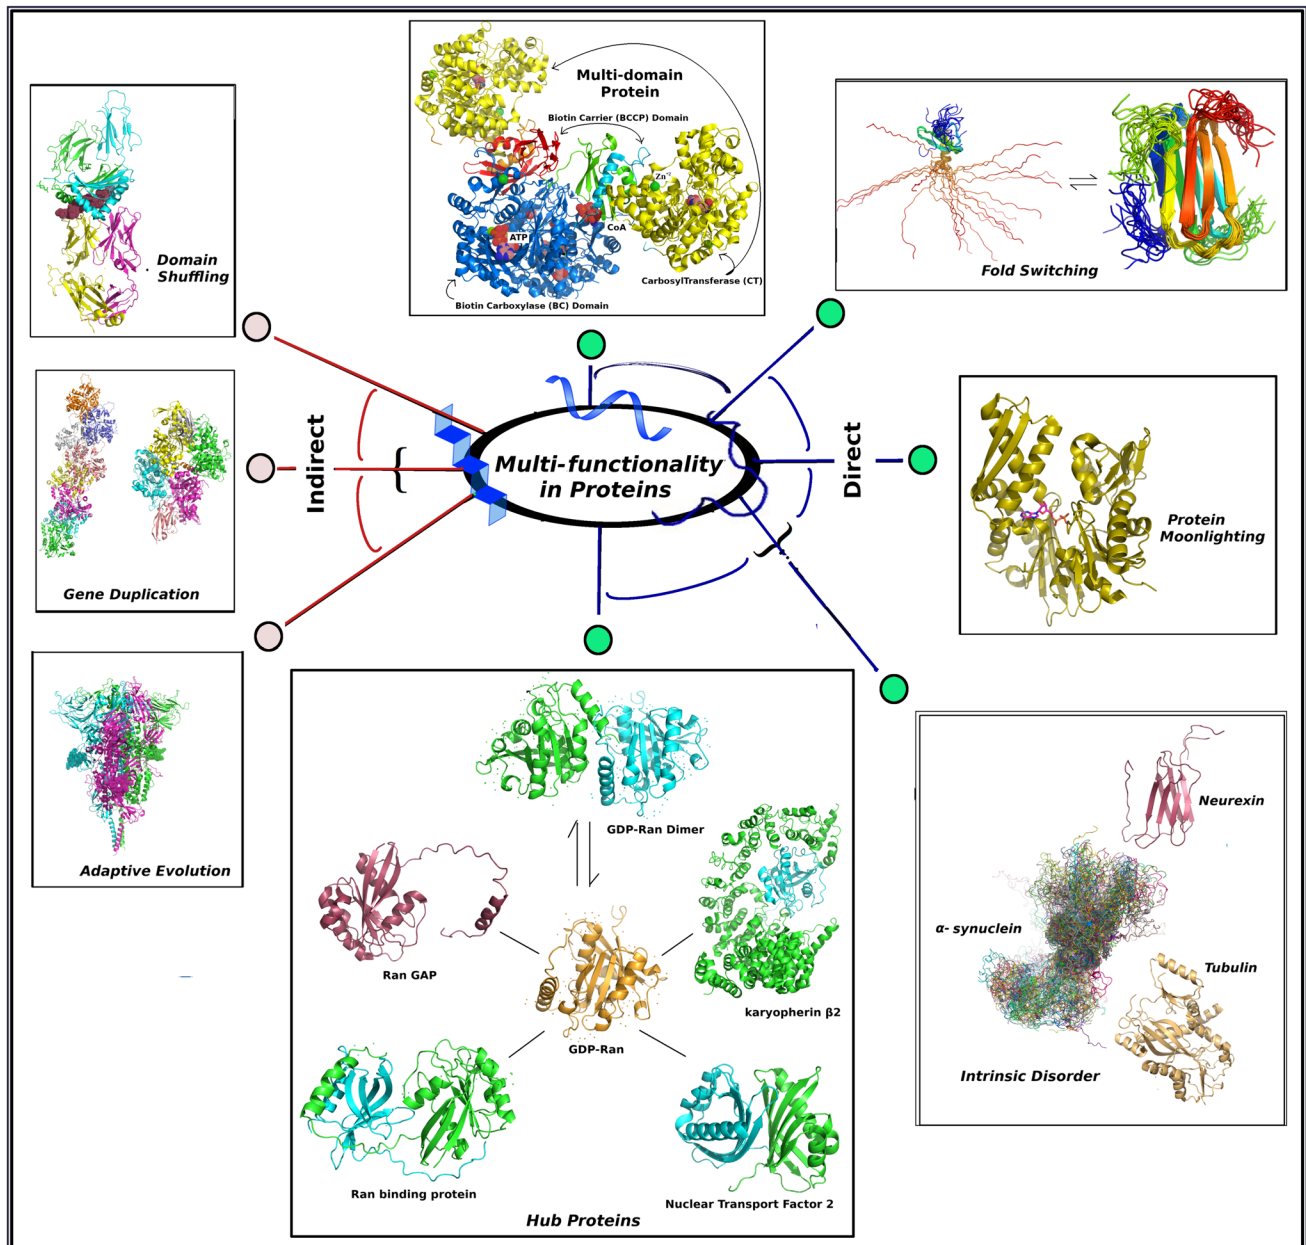 Multi-domain
Protein
Biotin Carrier (BCCP) Domain
Zn+2
ATP
CoA
CarbosylTransferase (CT)
Biotin Carboxylase (BC) Domain
Domain
Shuffling
Fold Switching
Indirect
Multi-functionality
in Proteins
Direct
Protein
Moonlighting
Gene Duplication
Adaptive Evolution
GDP-Ran Dimer
Ran GAP
karyopherin β2
GDP-Ran
Ran binding protein
Nuclear Transport Factor 2
Hub Proteins
Neurexin
α- synuclein
Tubulin
Intrinsic Disorder